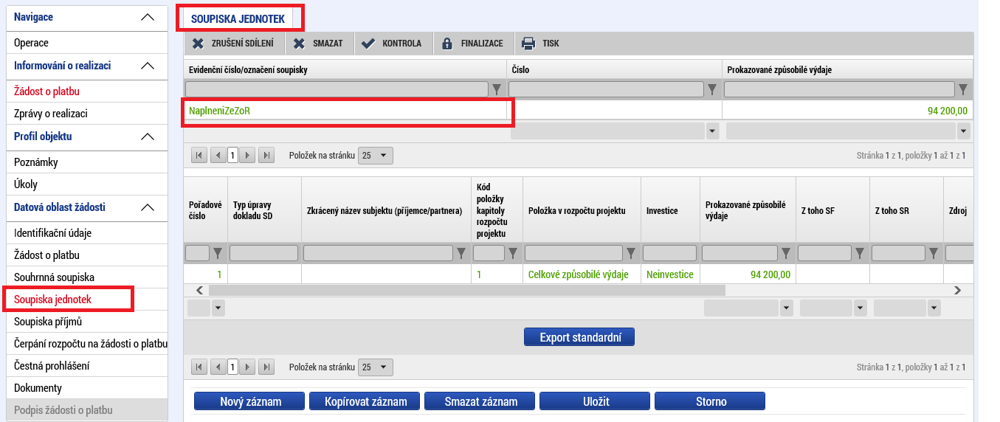 Navigace
Operace
Informování o realizaci
Žádost o platbu
Zprávy o realizaci
Profil objektu
Poznámky
Úkoly
Datová oblast žádosti
Identifikační údaje
Žádost o platbu
Souhrnná soupiska
Soupiska jednotek
Soupiska příjmů
Čerpání rozpočtu na žádosti o platbu
Čestná prohlášení
Dokumenty
Podpis žádosti o platbu
SOUPISKA JEDNOTEK
ZRUŠENÍ SDÍLENÍ SMAZAT KONTROLA FINALIZACE TISK
Evidenční číslo/označení soupisky Číslo Prokazované způsobilé výdaje
NaplneniZeZoR 94 200,00
1 Položek na stránku 25 Stránka 1 z 1, položky 1 až 1 z 1
Pořadové
číslo
Typ úpravy
dokladu SD
Zkrácený název subjektu (příjemce/partnera)
Kód
položky
kapitoly
rozpočtu
projektu
Položka v rozpočtu projektu
Investice
Prokazované způsobilé
výdaje
Z toho SF
Z toho SR
Zdroj
1 1 Celkové způsobilé výdaje Neinvestice 94 200,00
Export standardní
1 Položek na stránku 25 Stránka 1 z 1, položky 1 až 1 z 1
Nový záznam Kopírovat záznam Smazat záznam Uložit Storno